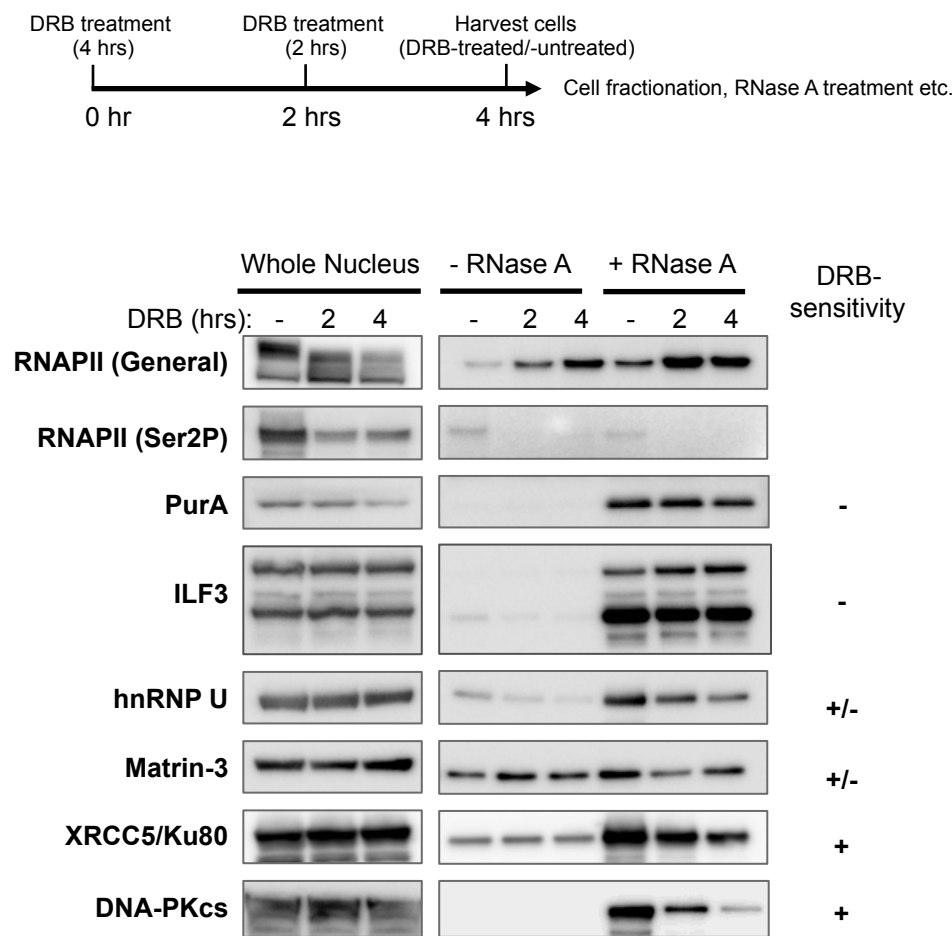 DRB treatment DRB treatment Harvest cells
(4 hrs) (2 hrs) (DRB-treated/-untreated)
Cell fractionation, RNase A treatment etc.
0 hr 2 hrs 4 hrs
Whole Nucleus - RNase A + RNase A DRB-
sensitivity
DRB (hrs): - 2 4 - 2 4 - 2 4
RNAPII (General)
RNAPII (Ser2P)
PurA -
ILF3 -
hnRNP U +/-
Matrin-3 +/-
XRCC5/Ku80 +
DNA-PKcs +